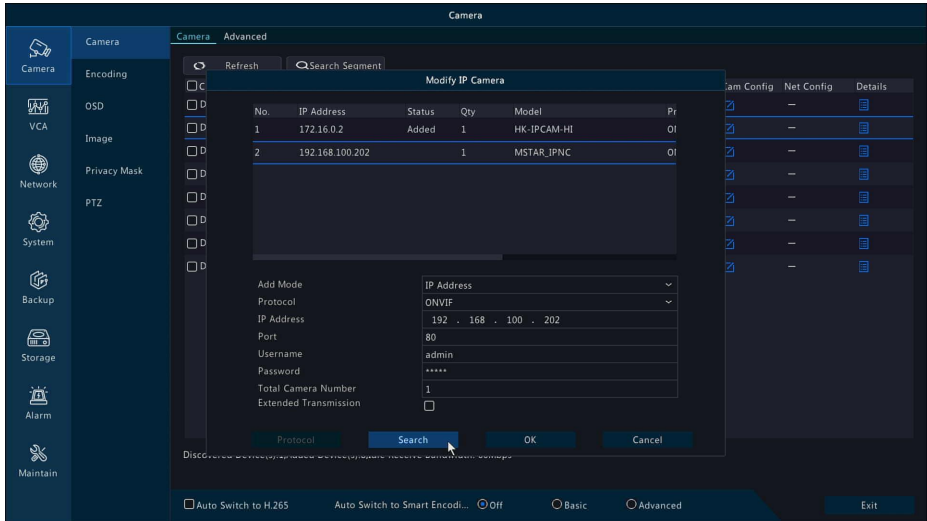 Camera
Camera
VCA
Network
System
Backup
Storage
Alarm
Maintain
Camera
Encoding
OSD
Image
Privacy Mask
PTZ
Camera Advanced
Refresh Search Segment
Cam Config Net Config Details
Modify IP Camera
No. IP Address Status Qty Model Pr
1 172.16.0.2 Added 1 HK-IPCAM-HI ON
2 192.168.100.202 1 MSTAR_IPNC ON
Add Mode IP Address
Protocol ONVIF
IP Address 192 . 168 . 100 . 202
Port 80
Username admin
Password *****
Total Camera Number 1
Extended Transmission
Protocol Search OK Cancel
Auto Switch to H.265 Auto Switch to Smart Encodi... Off Basic Advanced Exit